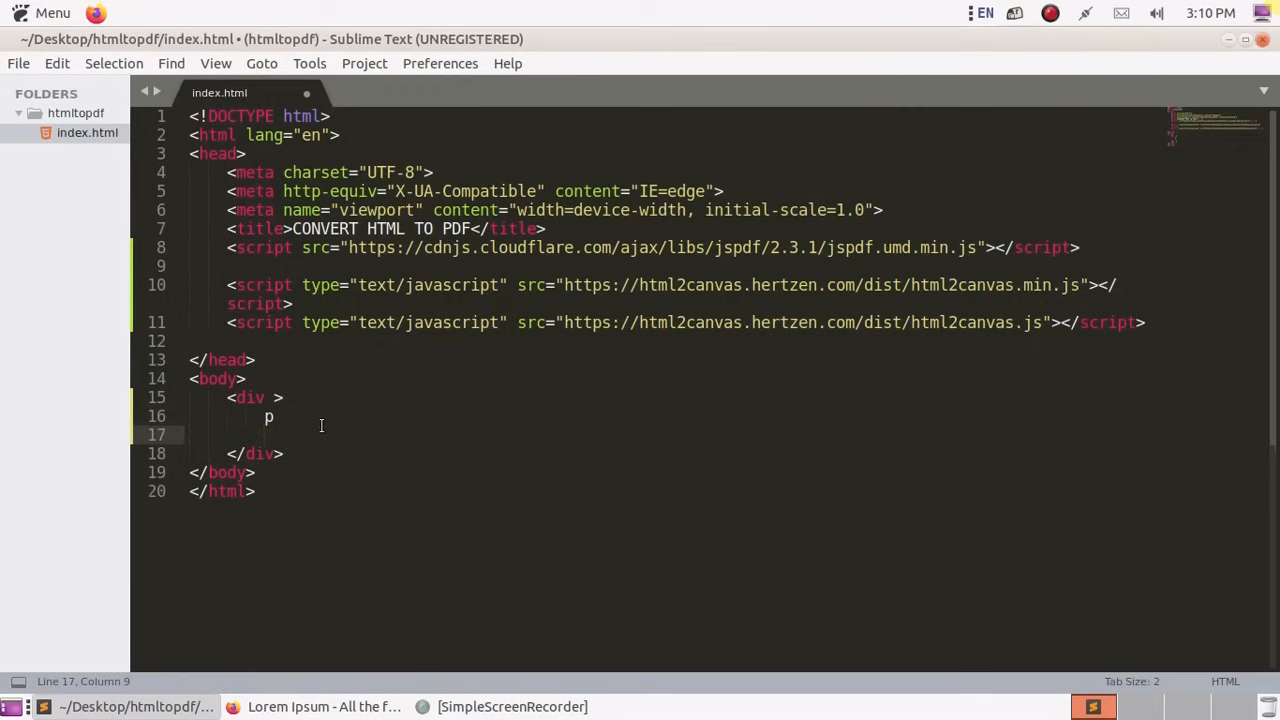 Menu EN 3:10 PM
~/Desktop/htmltopdf/index.html • (htmltopdf) - Sublime Text (UNREGISTERED)
File Edit Selection Find View Goto Tools Project Preferences Help
FOLDERS
htmltopdf
index.html
index.html
1 <!DOCTYPE html>
2 <html lang="en">
3 <head>
4 <meta charset="UTF-8">
5 <meta http-equiv="X-UA-Compatible" content="IE=edge">
6 <meta name="viewport" content="width=device-width, initial-scale=1.0">
7 <title>CONVERT HTML TO PDF</title>
8 <script src="https://cdnjs.cloudflare.com/ajax/libs/jspdf/2.3.1/jspdf.umd.min.js"></script>
9
10 <script type="text/javascript" src="https://html2canvas.hertzen.com/dist/html2canvas.min.js"></
script>
11 <script type="text/javascript" src="https://html2canvas.hertzen.com/dist/html2canvas.js"></script>
12
13 </head>
14 <body>
15 <div >
16 p
17
18 </div>
19 </body>
20 </html>
Line 17, Column 9 Tab Size: 2 HTML
~/Desktop/htmltopdf/... Lorem Ipsum - All the f... [SimpleScreenRecorder]